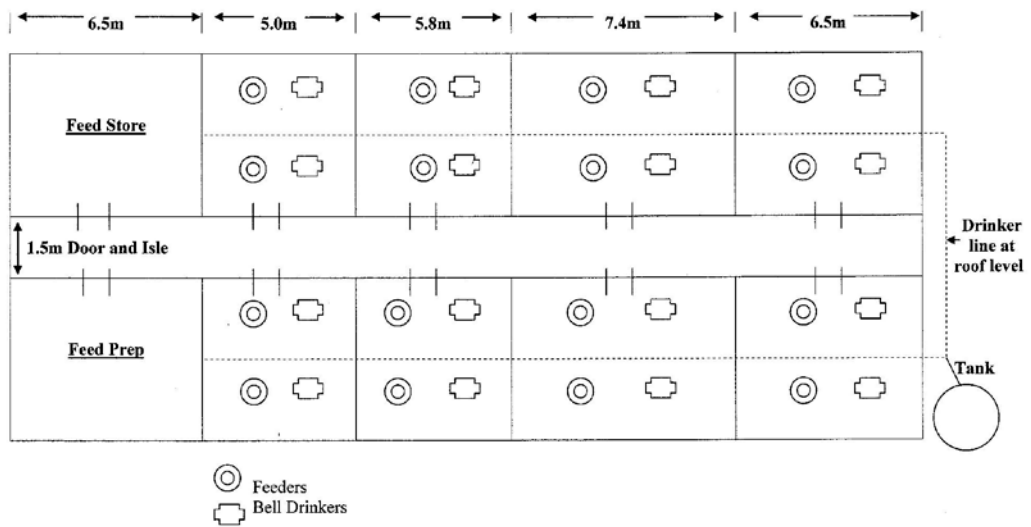 6.5m 5.0m 5.8m 7.4m 6.5m
Feed Store
1.5m Door and Isle
Drinker
line at
roof level
Feed Prep
Tank
Feeders
Bell Drinkers